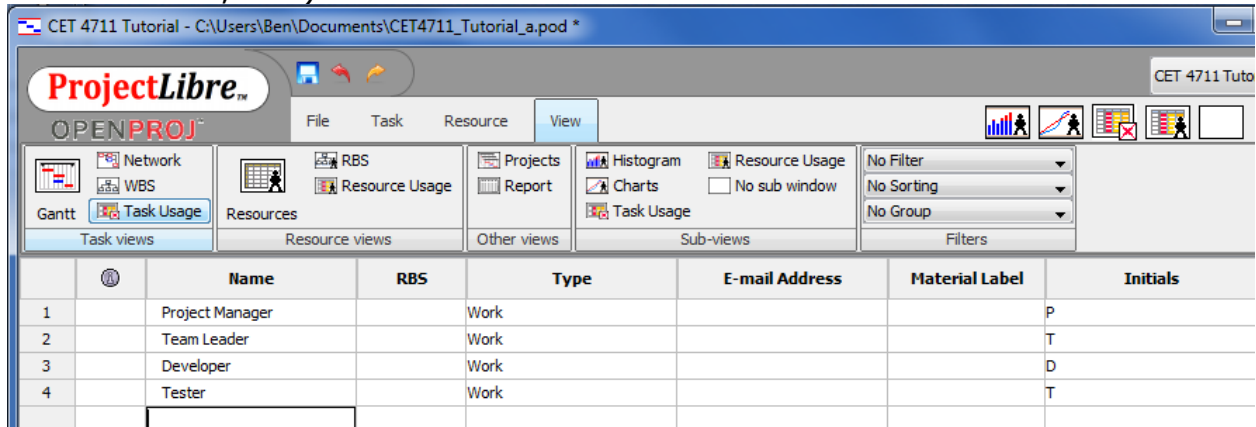 CET 4711 Tutorial - C:\Users\Ben\Documents\CET4711_Tutorial_a.pod *
ProjectLibre™
OPENPROJ
CET 4711 Tuto
File Task Resource View
Network RBS Projects Histogram Resource Usage No Filter
WBS Resource Usage Report Charts No sub window No Sorting
Gantt Task Usage Resources Task Usage No Group
Task views Resource views Other views Sub-views Filters
Name RBS Type E-mail Address Material Label Initials
1 Project Manager Work P
2 Team Leader Work T
3 Developer Work D
4 Tester Work T